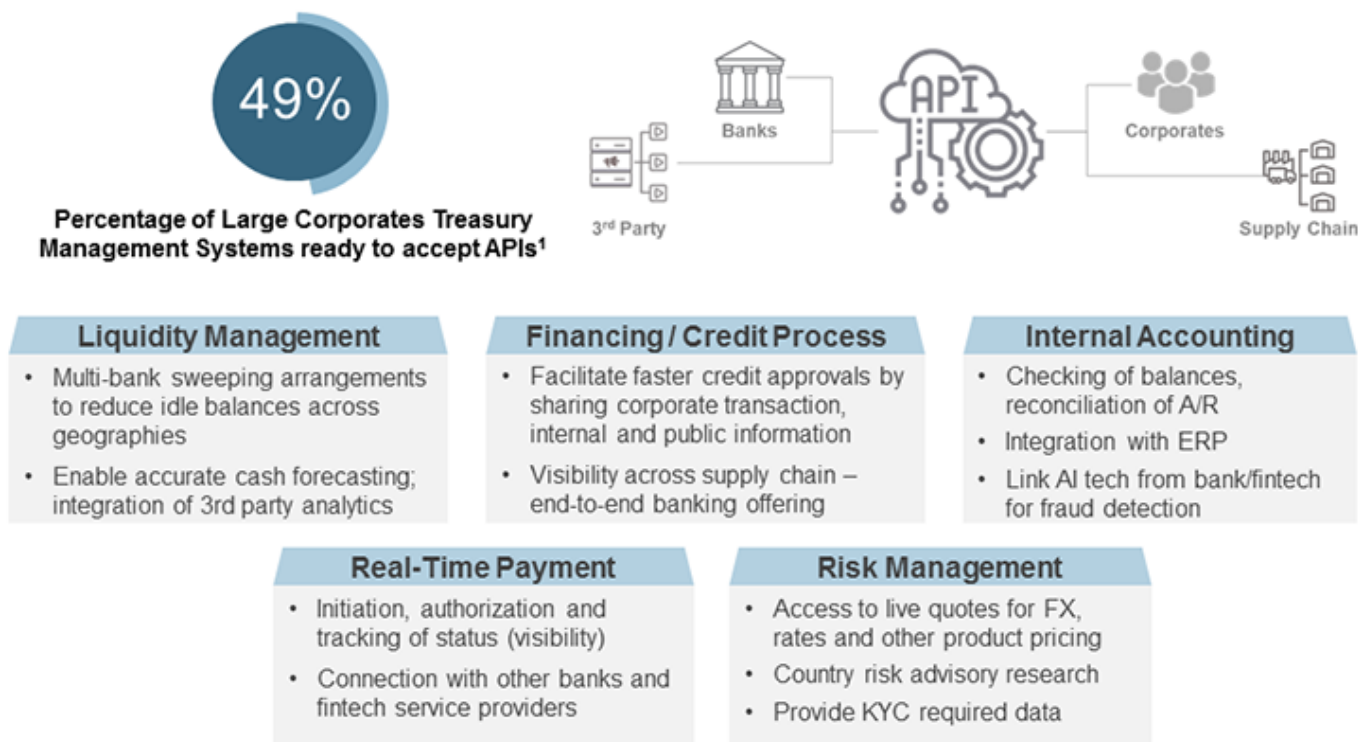 49%
Percentage of Large Corporates Treasury
Management Systems ready to accept APIs¹
Banks
API
Corporates
3rd Party
Supply Chain
Liquidity Management
• Multi-bank sweeping arrangements
to reduce idle balances across
geographies
• Enable accurate cash forecasting;
integration of 3rd party analytics
Financing / Credit Process
• Facilitate faster credit approvals by
sharing corporate transaction,
internal and public information
• Visibility across supply chain –
end-to-end banking offering
Internal Accounting
• Checking of balances,
reconciliation of A/R
• Integration with ERP
• Link AI tech from bank/fintech
for fraud detection
Real-Time Payment
• Initiation, authorization and
tracking of status (visibility)
• Connection with other banks and
fintech service providers
Risk Management
• Access to live quotes for FX,
rates and other product pricing
• Country risk advisory research
• Provide KYC required data